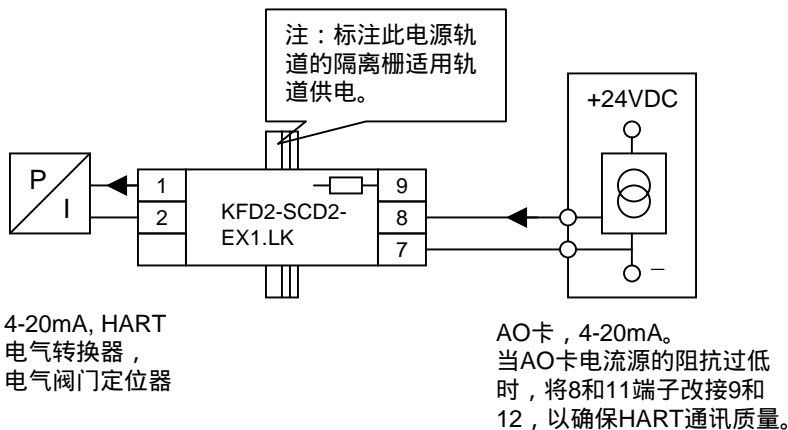 注：标注此电源轨
道的隔离栅适用轨
道供电。
+24VDC
P
I
1
2
KFD2-SCD2-
EX1.LK
9
8
7
–
4-20mA, HART
电气转换器，
电气阀门定位器
AO卡，4-20mA。
当AO卡电流源的阻抗过低
时，将8和11端子改接9和
12，以确保HART通讯质量。